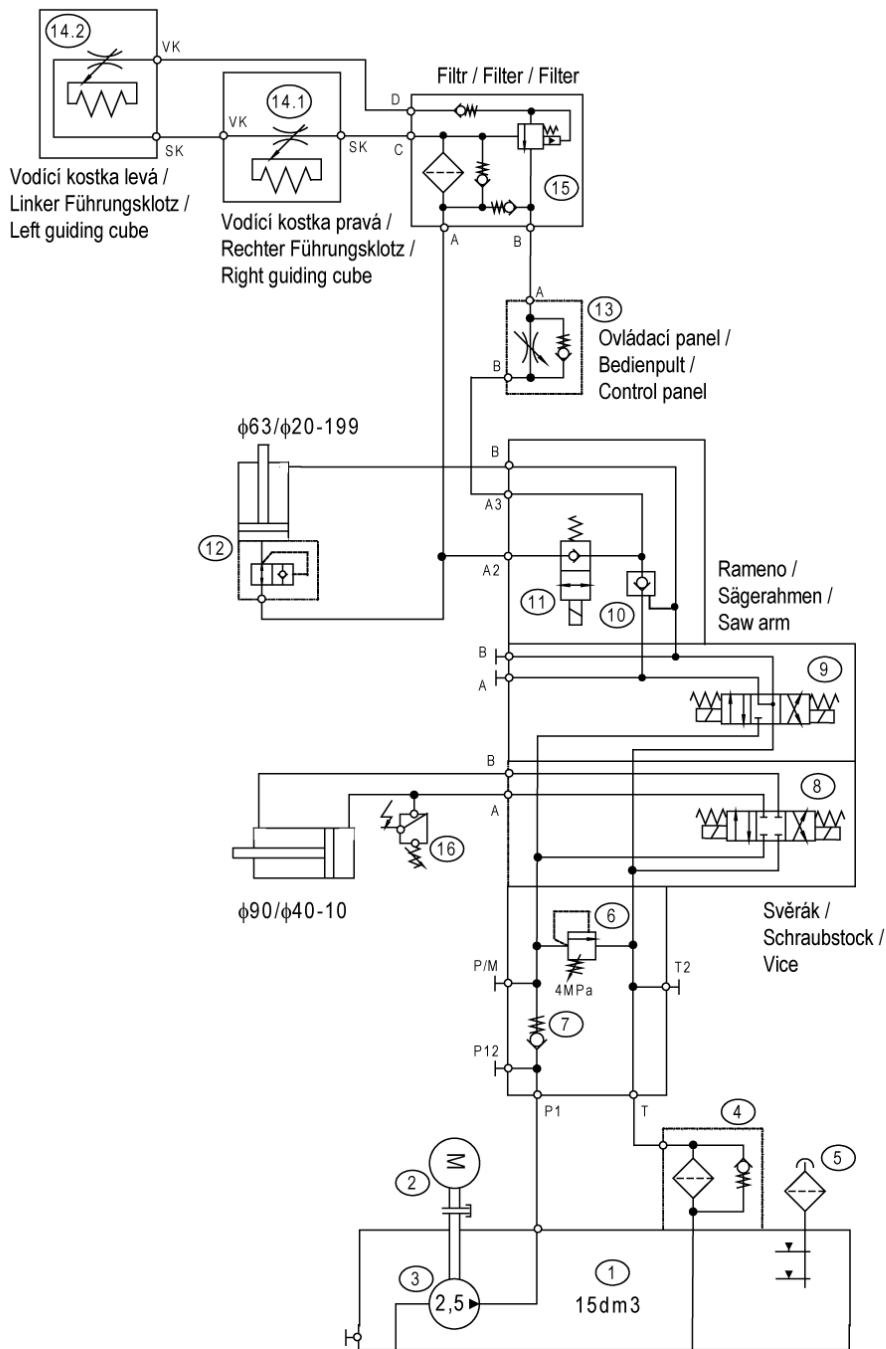 14.2
VK
SK
14.1
VK
SK
Filtr / Filter / Filter
D
C
15
A
B
Vodící kostka levá /
Linker Führungsklotz /
Left guiding cube
Vodící kostka pravá /
Rechter Führungsklotz /
Right guiding cube
A
13
B
Ovládací panel /
Bedienpult /
Control panel
ϕ63/ϕ20-199
12
B
A3
A2
11
10
Rameno /
Sägerahmen /
Saw arm
B
A
9
B
A
8
16
ϕ90/ϕ40-10
Svěrák /
Schraubstock /
Vice
6
4MPa
P/M
T2
7
P12
P1
T
4
5
M
2
3
2,5
1
15dm3